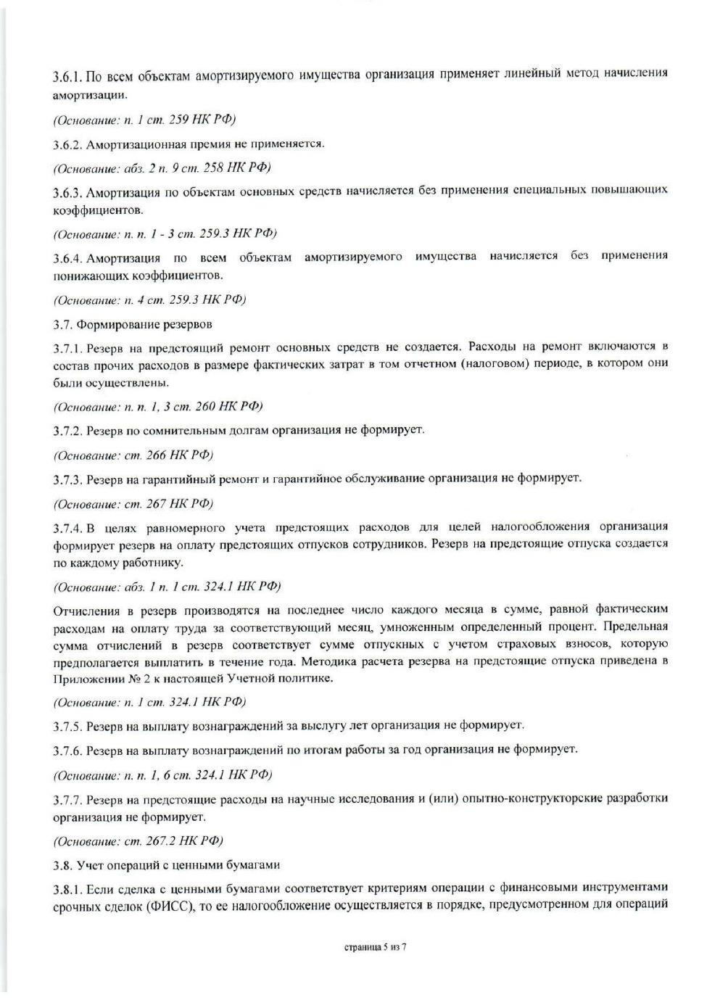 3.6.1. По всем объектам амортизируемого имущества организация применяет линейный метод начисления
амортизации.
(Основание: п. 1 ст. 259 НК РФ)
3.6.2. Амортизационная премия не применяется.
(Основание: абз. 2 п. 9 ст. 258 НК РФ)
3.6.3. Амортизация по объектам основных средств начисляется без применения специальных повышающих
коэффициентов.
(Основание: п. п. 1 - 3 ст. 259.3 НК РФ)
3.6.4. Амортизация по всем объектам амортизируемого имущества начисляется без применения
понижающих коэффициентов.
(Основание: п. 4 ст. 259.3 НК РФ)
3.7. Формирование резервов
3.7.1. Резерв на предстоящий ремонт основных средств не создается. Расходы на ремонт включаются в
состав прочих расходов в размере фактических затрат в том отчетном (налоговом) периоде, в котором они
были осуществлены.
(Основание: п. п. 1, 3 ст. 260 НК РФ)
3.7.2. Резерв по сомнительным долгам организация не формирует.
(Основание: ст. 266 НК РФ)
3.7.3. Резерв на гарантийный ремонт и гарантийное обслуживание организация не формирует.
(Основание: ст. 267 НК РФ)
3.7.4. В целях равномерного учета предстоящих расходов для целей налогообложения организация
формирует резерв на оплату предстоящих отпусков сотрудников. Резерв на предстоящие отпуска создается
по каждому работнику.
(Основание: абз. 1 п. 1 ст. 324.1 НК РФ)
Отчисления в резерв производятся на последнее число каждого месяца в сумме, равной фактическим
расходам на оплату труда за соответствующий месяц, умноженным определенный процент. Предельная
сумма отчислений в резерв соответствует сумме отпускных с учетом страховых взносов, которую
предполагается выплатить в течение года. Методика расчета резерва на предстоящие отпуска приведена в
Приложении № 2 к настоящей Учетной политике.
(Основание: п. 1 ст. 324.1 НК РФ)
3.7.5. Резерв на выплату вознаграждений за выслугу лет организация не формирует.
3.7.6. Резерв на выплату вознаграждений по итогам работы за год организация не формирует.
(Основание: п. п. 1, 6 ст. 324.1 НК РФ)
3.7.7. Резерв на предстоящие расходы на научные исследования и (или) опытно-конструкторские разработки
организация не формирует.
(Основание: ст. 267.2 НК РФ)
3.8. Учет операций с ценными бумагами
3.8.1. Если сделка с ценными бумагами соответствует критериям операции с финансовыми инструментами
срочных сделок (ФИСС), то ее налогообложение осуществляется в порядке, предусмотренном для операций
страница 5 из 7